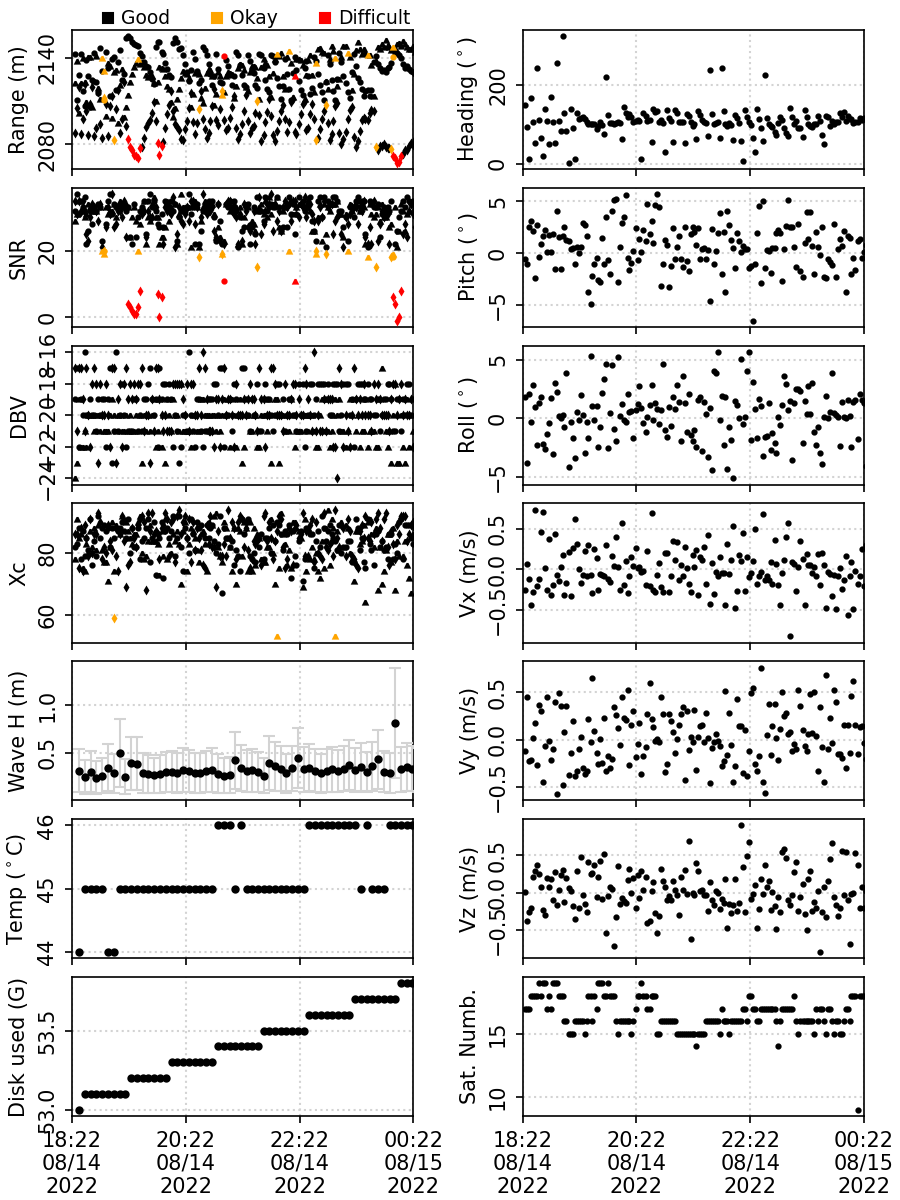 Good Okay Difficult
Range (m)
2140
2080
Heading (°)
200
0
SNR
20
0
Pitch (°)
5
0
−5
DBV
−16
−18
−20
−22
−24
Roll (°)
5
0
−5
Xc
80
60
Vx (m/s)
0.5
0.0
−0.5
Wave H (m)
1.0
0.5
Vy (m/s)
0.5
0.0
−0.5
Temp (°C)
46
45
44
Vz (m/s)
0.5
0.0
−0.5
Disk used (G)
53.5
53.0
Sat. Numb.
15
10
18:22 20:22 22:22 00:22
08/14 08/14 08/14 08/15
2022 2022 2022 2022
18:22 20:22 22:22 00:22
08/14 08/14 08/14 08/15
2022 2022 2022 2022